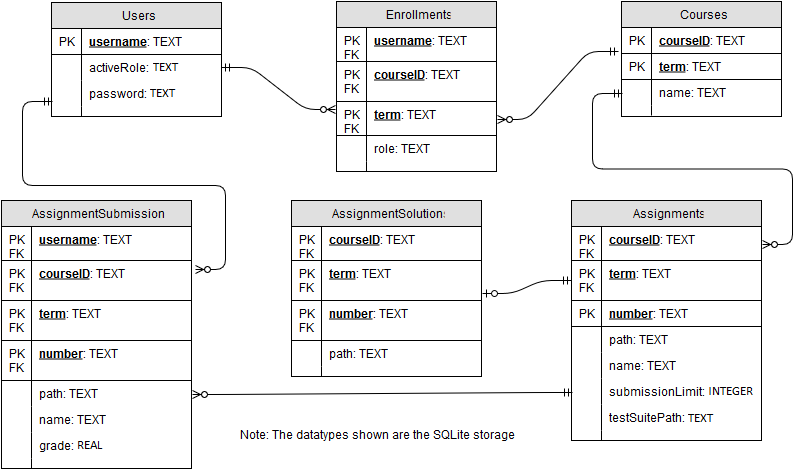 Users
PK username: TEXT
activeRole: TEXT
password: TEXT
Enrollments
PK
FK username: TEXT
PK
FK courseID: TEXT
PK
FK term: TEXT
role: TEXT
Courses
PK courseID: TEXT
PK term: TEXT
name: TEXT
AssignmentSubmission
PK
FK username: TEXT
PK
FK courseID: TEXT
PK
FK term: TEXT
PK
FK number: TEXT
path: TEXT
name: TEXT
grade: REAL
AssignmentSolutions
PK
FK courseID: TEXT
PK
FK term: TEXT
PK
FK number: TEXT
path: TEXT
Assignments
PK
FK courseID: TEXT
PK
FK term: TEXT
PK number: TEXT
path: TEXT
name: TEXT
submissionLimit: INTEGER
testSuitePath: TEXT
Note: The datatypes shown are the SQLite storage